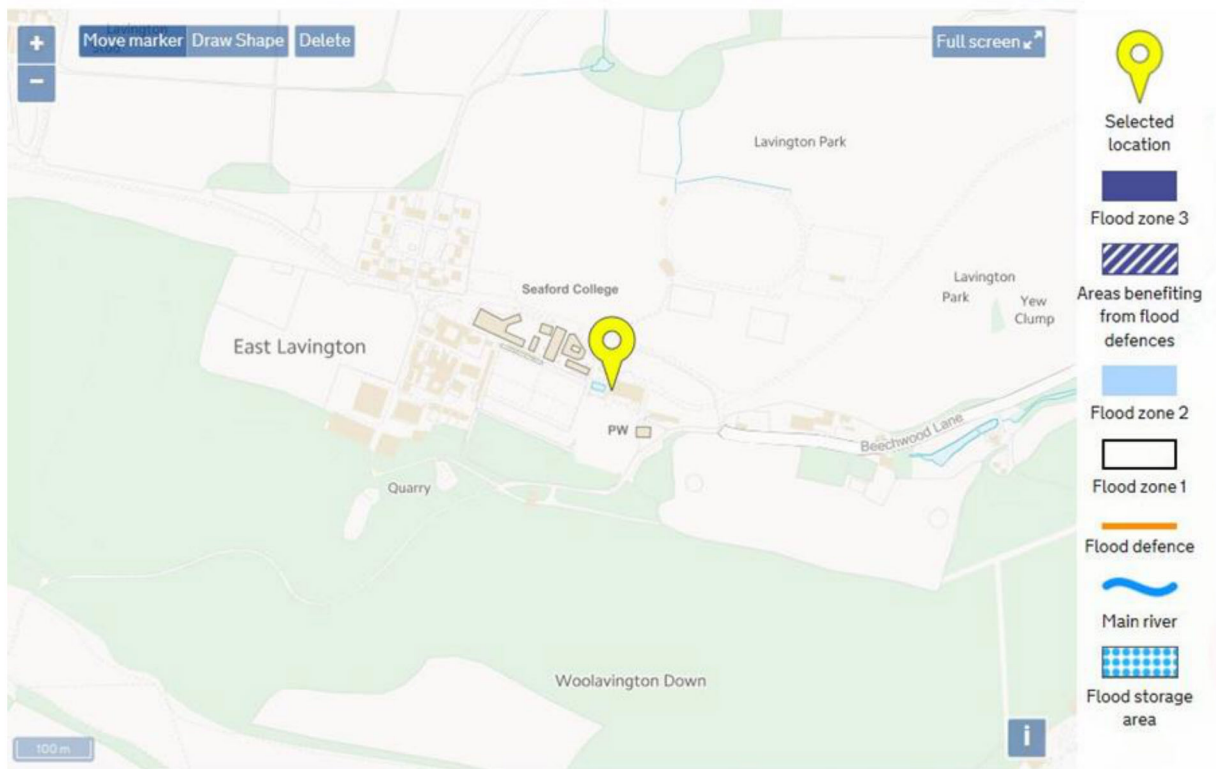 +
−
Move marker
Draw Shape
Delete
Full screen
Lavington
Lavington Park
Seaford College
Lavington
Park
Yew
Clump
East Lavington
PW
Beechwood Lane
Quarry
Woolavington Down
100 m
i
Selected
location
Flood zone 3
Areas benefiting
from flood
defences
Flood zone 2
Flood zone 1
Flood defence
Main river
Flood storage
area